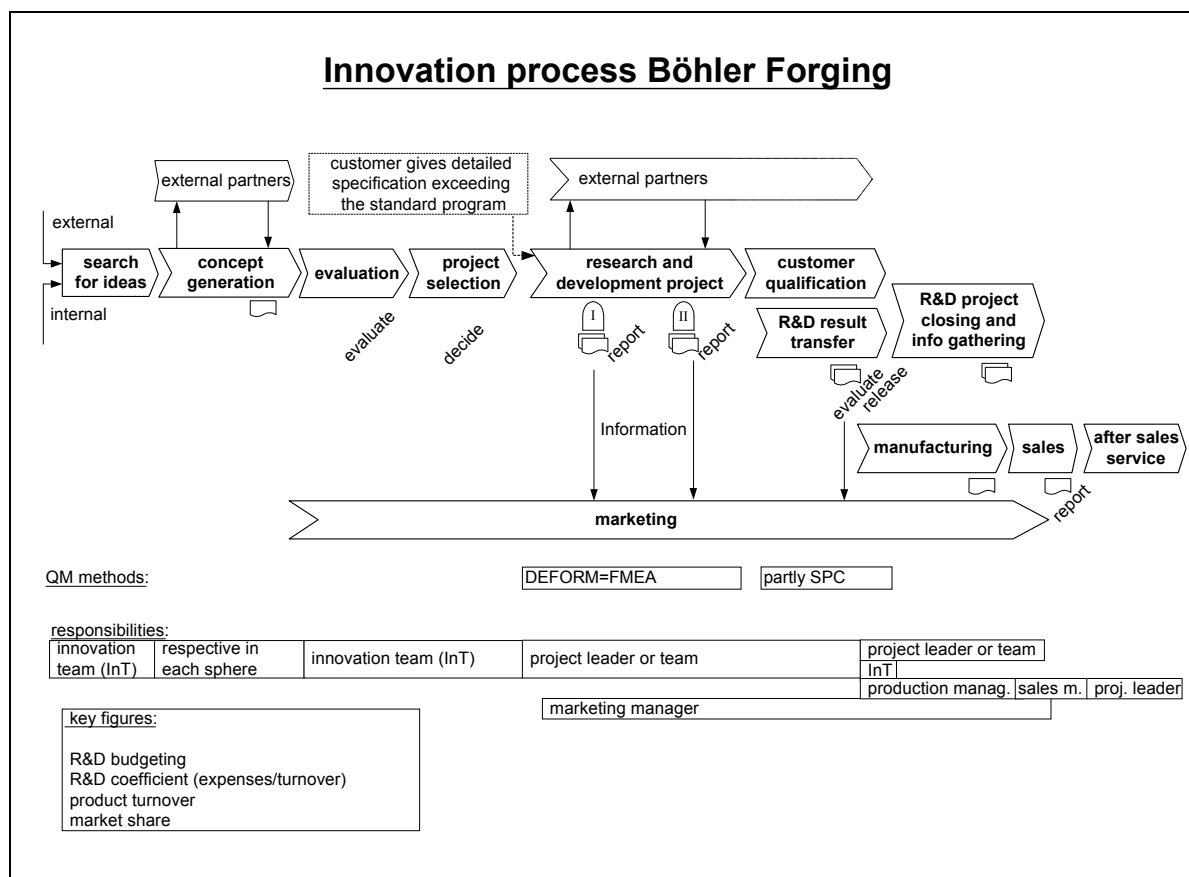 Innovation process Böhler Forging
external partners
customer gives detailed
specification exceeding
the standard program
external partners
external
internal
search
for ideas
concept
generation
evaluation
project
selection
research and
development project
customer
qualification
R&D result
transfer
R&D project
closing and
info gathering
evaluate
decide
I
report
II
report
evaluate
release
Information
manufacturing
sales
after sales
service
report
marketing
QM methods:
DEFORM=FMEA
partly SPC
responsibilities:
innovation
team (InT)
respective in
each sphere
innovation team (InT)
project leader or team
project leader or team
InT
production manag.
sales m.
proj. leader
marketing manager
key figures:
R&D budgeting
R&D coefficient (expenses/turnover)
product turnover
market share